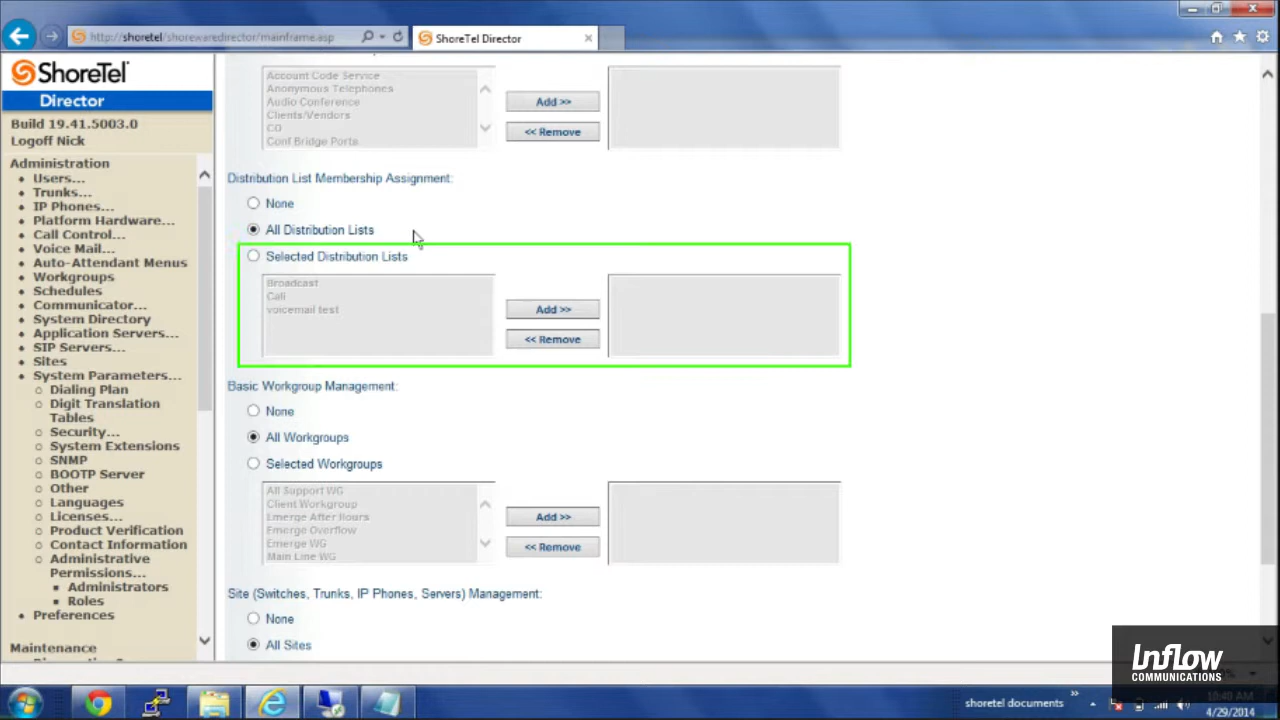 http://shoretel/shorewaredirector/mainframe.asp
ShoreTel Director
ShoreTel
Director
Build 19.41.5003.0
Logoff Nick
Administration
Users...
Trunks...
IP Phones...
Platform Hardware...
Call Control...
Voice Mail...
Auto-Attendant Menus
Workgroups
Schedules
Communicator...
System Directory
Application Servers...
SIP Servers...
Sites
System Parameters...
Dialing Plan
Digit Translation
Tables
Security...
System Extensions
SNMP
BOOTP Server
Other
Languages
Licenses...
Product Verification
Contact Information
Administrative
Permissions...
Administrators
Roles
Preferences
Maintenance
Account Code Service
Anonymous Telephones
Audio Conference
Clients/Vendors
CO
Conf Bridge Ports
Add >>
<< Remove
Distribution List Membership Assignment:
None
All Distribution Lists
Selected Distribution Lists
Broadcast
Cali
voicemail test
Add >>
<< Remove
Basic Workgroup Management:
None
All Workgroups
Selected Workgroups
All Support WG
Client Workgroup
Emerge After Hours
Emerge Overflow
Emerge WG
Main Line WG
Add >>
<< Remove
Site (Switches, Trunks, IP Phones, Servers) Management:
None
All Sites
Inflow
COMMUNICATIONS
shoretel documents
10:40 AM
4/29/2014